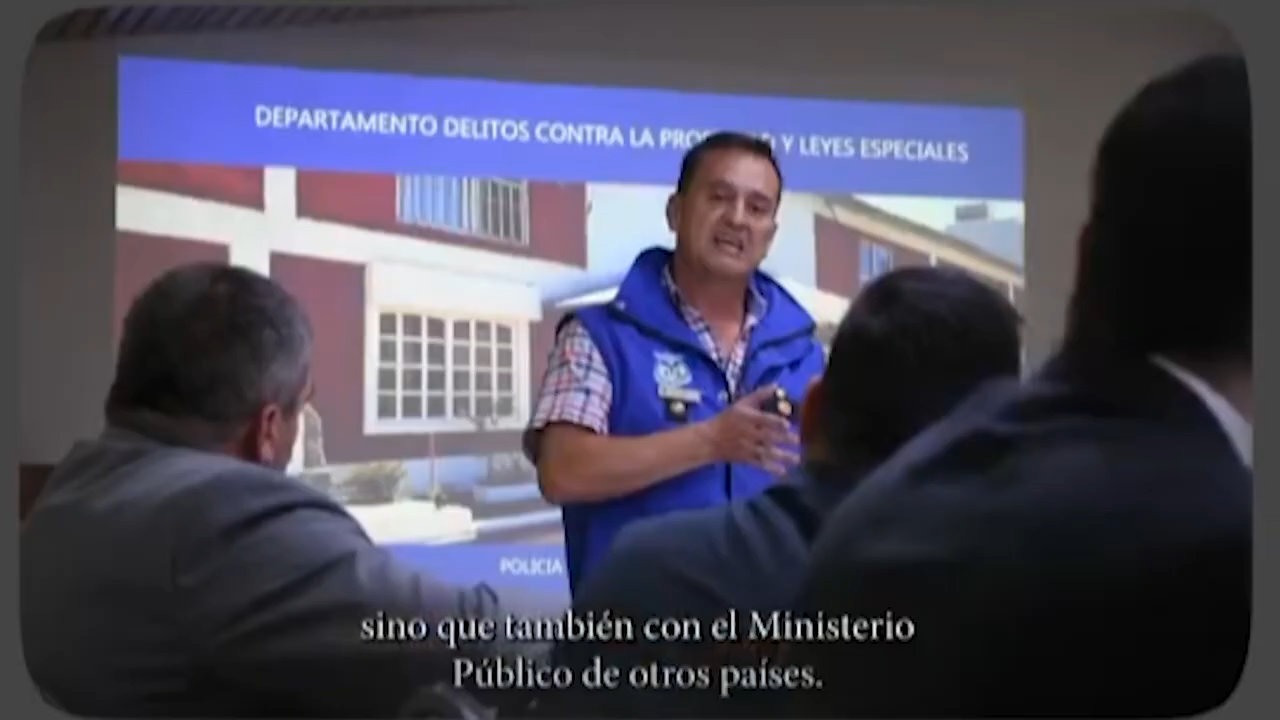 DEPARTAMENTO DELITOS CONTRA LA Y LEYES ESPECIALES
POLICIA
sino que también con el Ministerio
Público de otros países.